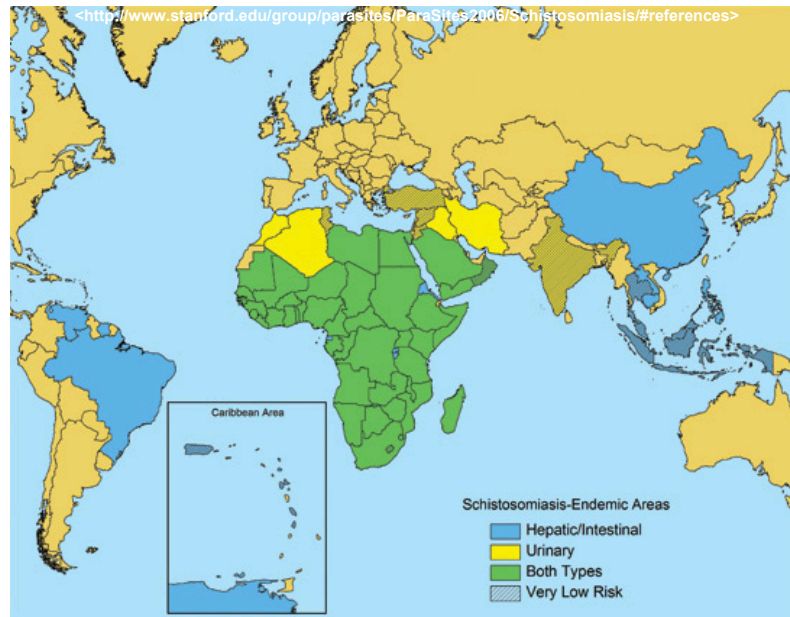 <http://www.stanford.edu/group/parasites/ParaSites2006/Schistosomiasis/#references>
Caribbean Area
Schistosomiasis-Endemic Areas
Hepatic/Intestinal
Urinary
Both Types
Very Low Risk